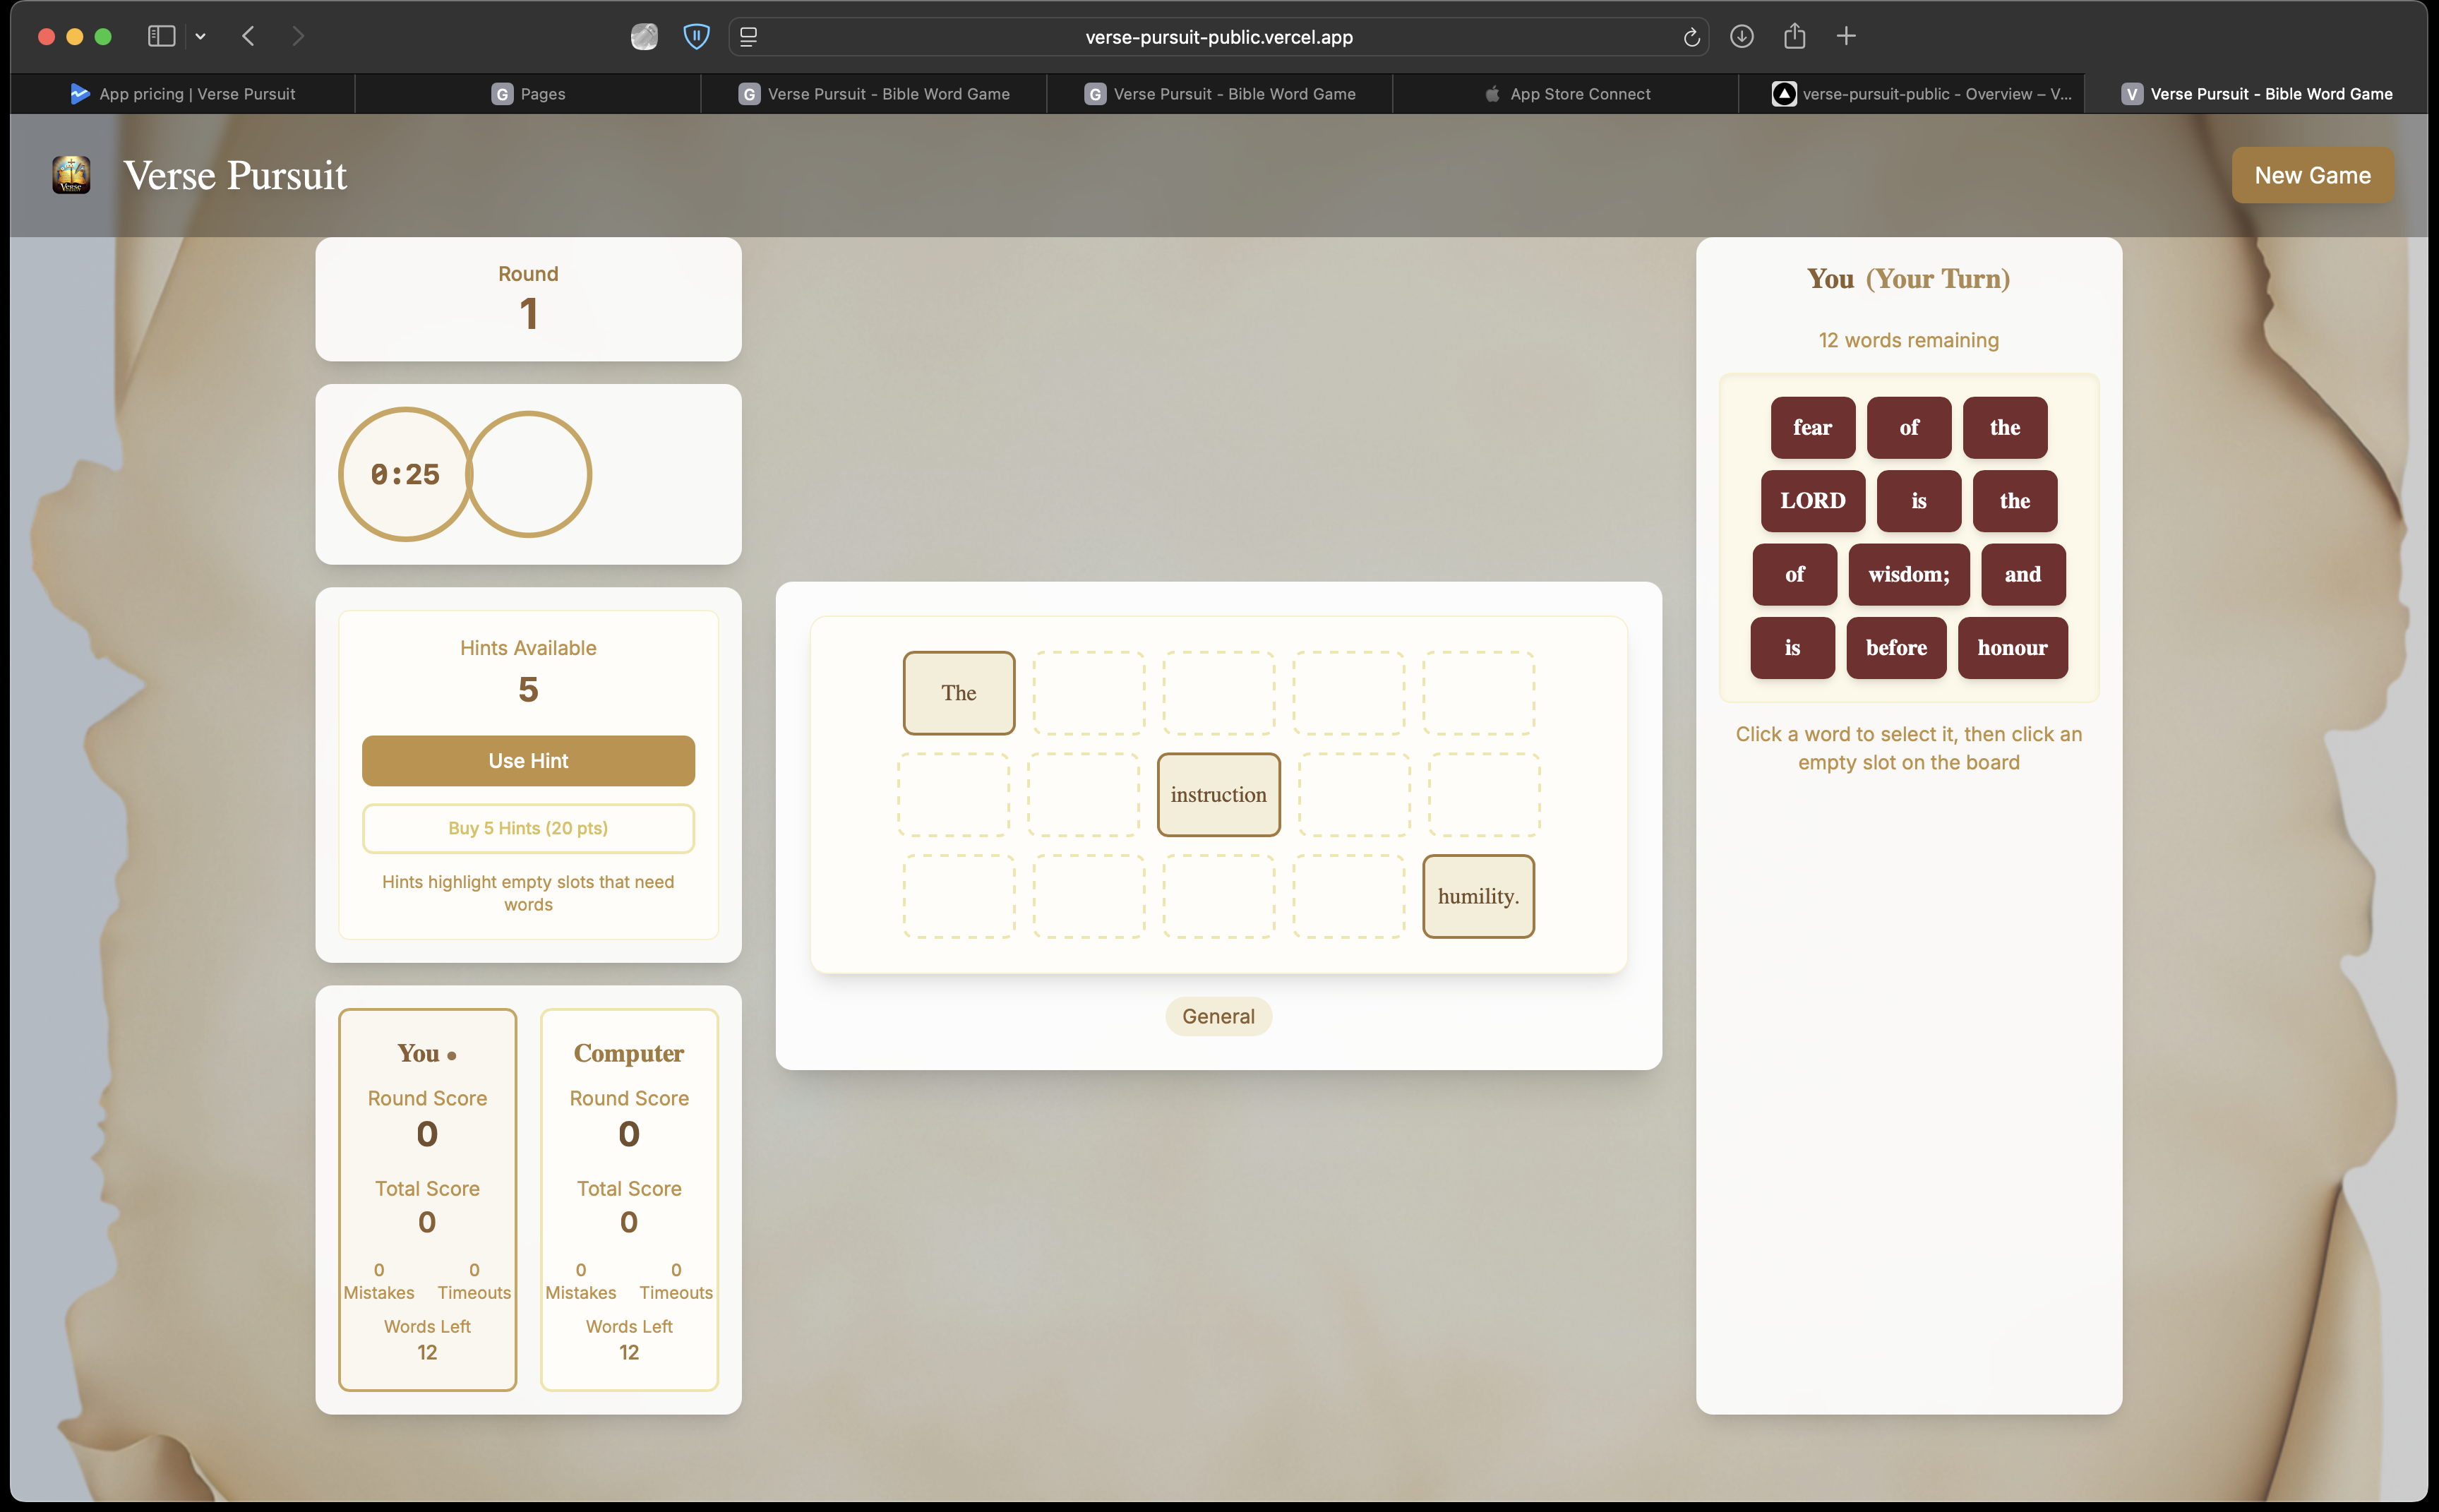 verse-pursuit-public.vercel.app
App pricing | Verse Pursuit
G Pages
G Verse Pursuit - Bible Word Game
G Verse Pursuit - Bible Word Game
App Store Connect
verse-pursuit-public - Overview – V...
V Verse Pursuit - Bible Word Game
Verse
Verse Pursuit
New Game
Round
1
0:25
Hints Available
5
Use Hint
Buy 5 Hints (20 pts)
Hints highlight empty slots that need
words
You •
Round Score
0
Total Score
0
0 0
Mistakes Timeouts
Words Left
12
Computer
Round Score
0
Total Score
0
0 0
Mistakes Timeouts
Words Left
12
The
instruction
humility.
General
You (Your Turn)
12 words remaining
fear of the
LORD is the
of wisdom; and
is before honour
Click a word to select it, then click an
empty slot on the board